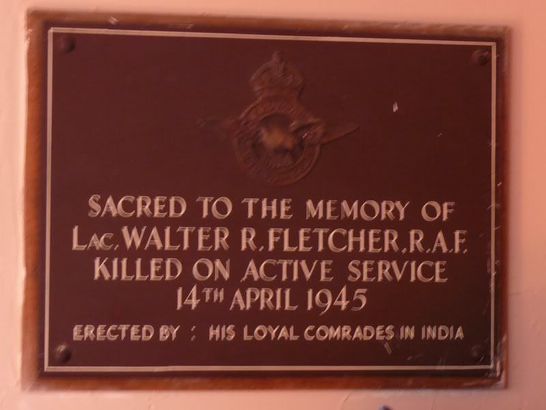 SACRED TO THE MEMORY OF
LAC. WALTER R. FLETCHER, R.A.F.
KILLED ON ACTIVE SERVICE
14TH APRIL 1945
ERECTED BY : HIS LOYAL COMRADES IN INDIA